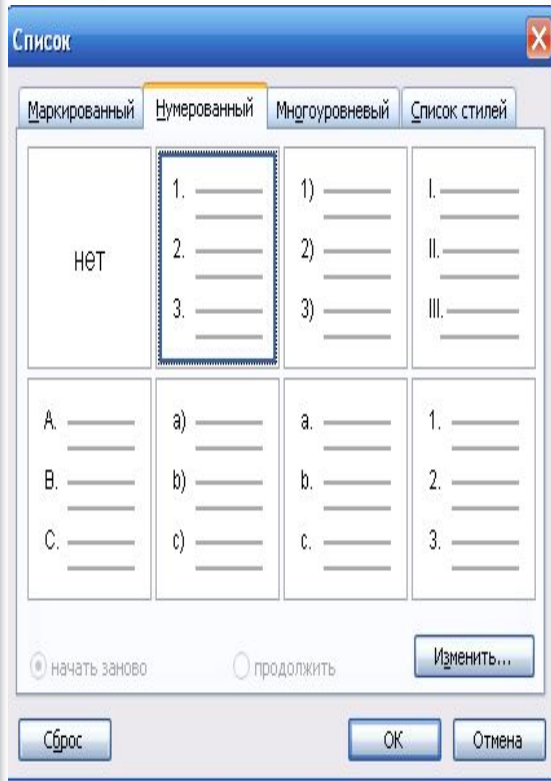 Список
Маркированный Нумерованный Многоуровневый Список стилей
нет
1.
2.
3.
1)
2)
3)
I.
II.
III.
A.
B.
C.
a)
b)
c)
a.
b.
c.
1.
2.
3.
начать заново продолжить Изменить...
Сброс ОК Отмена